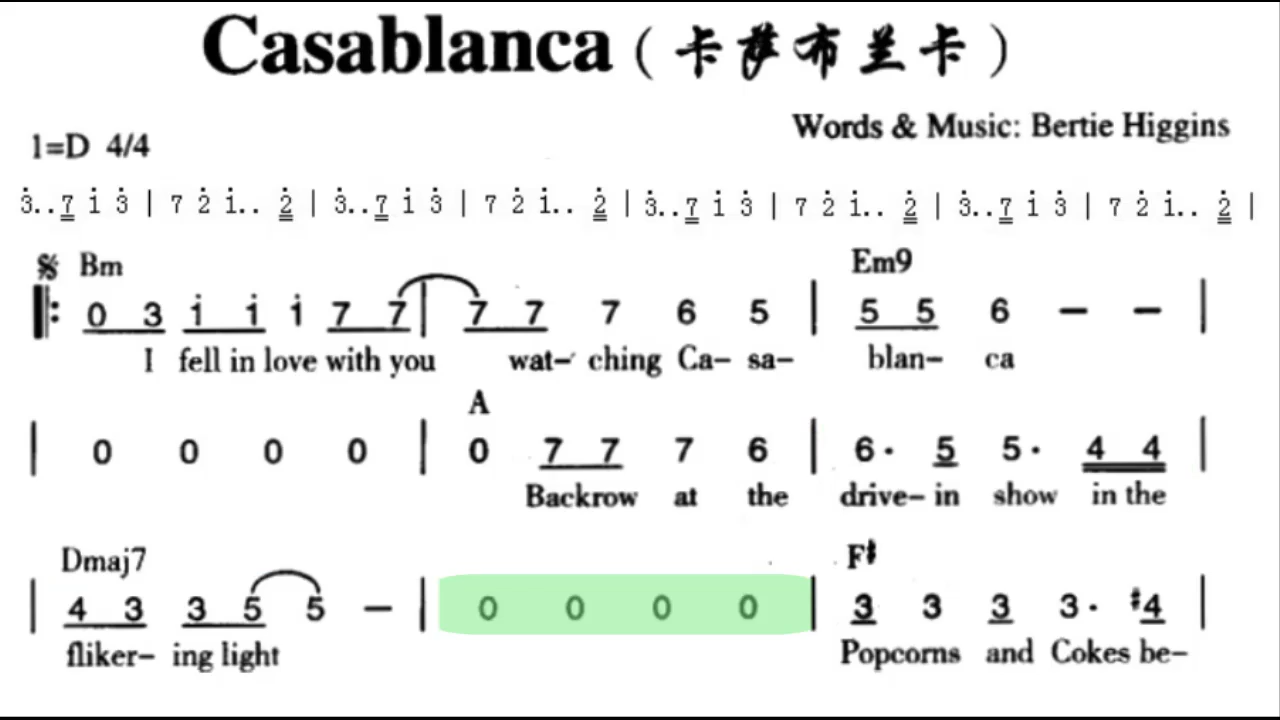 Casablanca（卡萨布兰卡）
Words & Music: Bertie Higgins
1=D 4/4
3̇..7 1̇ 3̇ | 7 2̇ 1̇.. 2̇ | 3̇..7 1̇ 3̇ | 7 2̇ 1̇.. 2̇ | 3̇..7 1̇ 3̇ | 7 2̇ 1̇.. 2̇ | 3̇..7 1̇ 3̇ | 7 2̇ 1̇.. 2̇ |
Bm Em9
0 3 1̇ 1̇ 1̇ 7 7 | 7 7 7 6 5 | 5 5 6 – – |
I fell in love with you wat– ching Ca– sa– blan– ca
A
| 0 0 0 0 | 0 7 7 7 6 | 6· 5 5· 4 4 |
Backrow at the drive– in show in the
Dmaj7 F♯
| 4 3 3 5 5 – | 0 0 0 0 | 3 3 3 3· ♯4 |
fliker– ing light Popcorns and Cokes be–